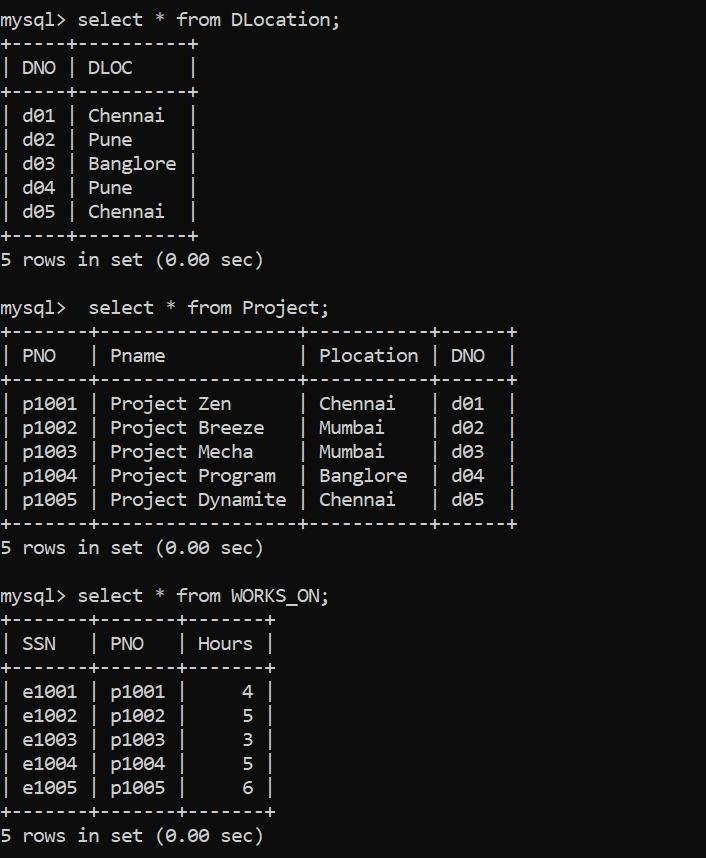 mysql> select * from DLocation;
+-----+----------+
| DNO | DLOC     |
+-----+----------+
| d01 | Chennai  |
| d02 | Pune     |
| d03 | Banglore |
| d04 | Pune     |
| d05 | Chennai  |
+-----+----------+
5 rows in set (0.00 sec)

mysql>  select * from Project;
+-------+------------------+-----------+------+
| PNO   | Pname            | Plocation | DNO  |
+-------+------------------+-----------+------+
| p1001 | Project Zen      | Chennai   | d01  |
| p1002 | Project Breeze   | Mumbai    | d02  |
| p1003 | Project Mecha    | Mumbai    | d03  |
| p1004 | Project Program  | Banglore  | d04  |
| p1005 | Project Dynamite | Chennai   | d05  |
+-------+------------------+-----------+------+
5 rows in set (0.00 sec)

mysql> select * from WORKS_ON;
+-------+-------+-------+
| SSN   | PNO   | Hours |
+-------+-------+-------+
| e1001 | p1001 |     4 |
| e1002 | p1002 |     5 |
| e1003 | p1003 |     3 |
| e1004 | p1004 |     5 |
| e1005 | p1005 |     6 |
+-------+-------+-------+
5 rows in set (0.00 sec)